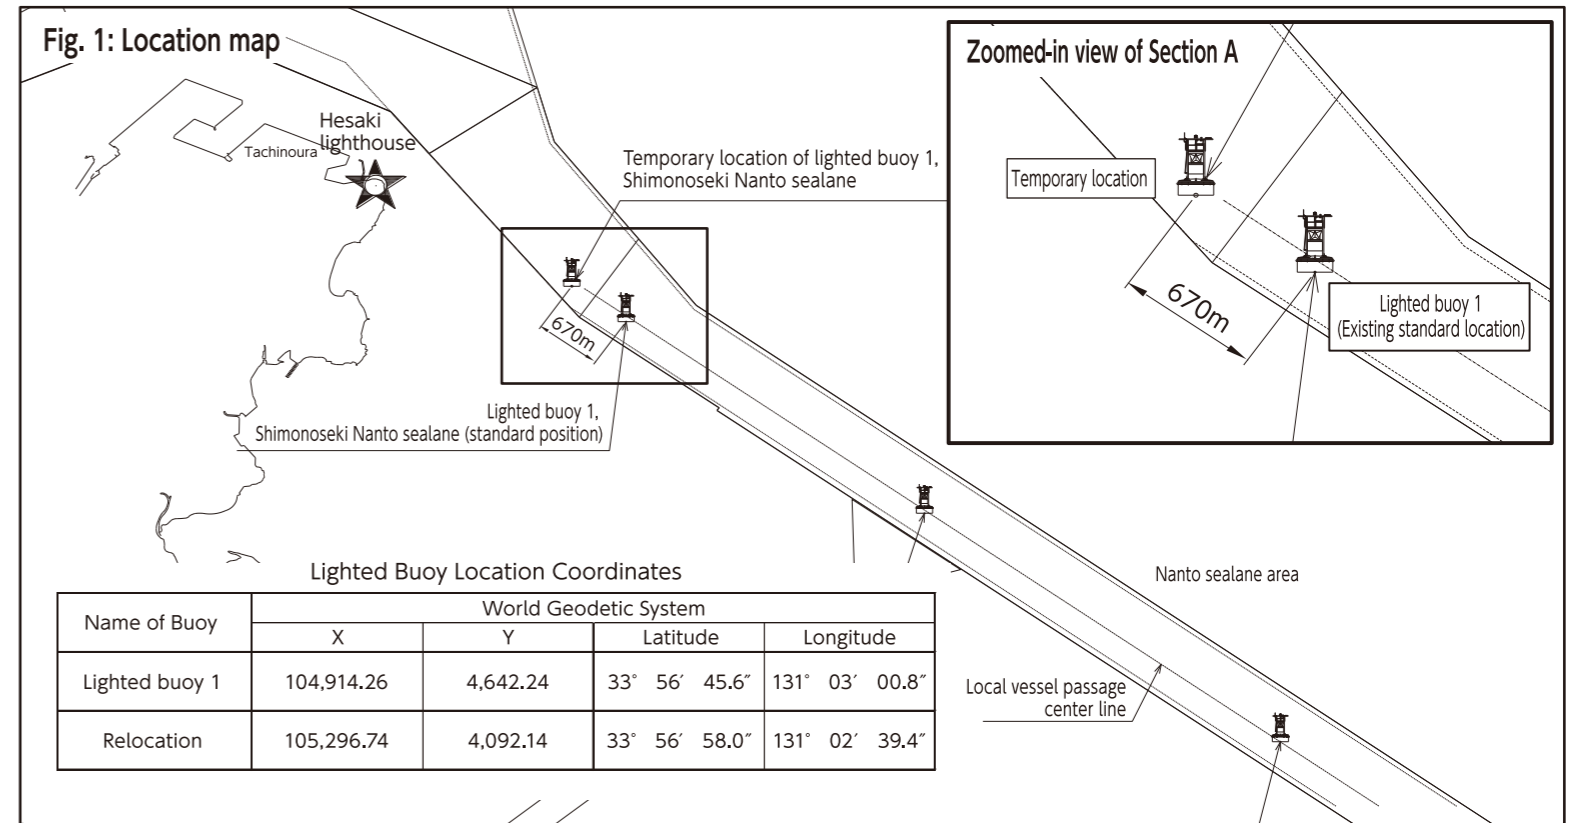 Fig. 1: Location map
Hesaki
lighthouse
Tachinoura
Temporary location of lighted buoy 1,
Shimonoseki Nanto sealane
670m
Lighted buoy 1,
Shimonoseki Nanto sealane (standard position)
Zoomed-in view of Section A
Temporary location
670m
Lighted buoy 1
(Existing standard location)
Nanto sealane area
Local vessel passage
center line
Lighted Buoy Location Coordinates
Name of Buoy World Geodetic System
X Y Latitude Longitude
Lighted buoy 1 104,914.26 4,642.24 33° 56′ 45.6″ 131° 03′ 00.8″
Relocation 105,296.74 4,092.14 33° 56′ 58.0″ 131° 02′ 39.4″